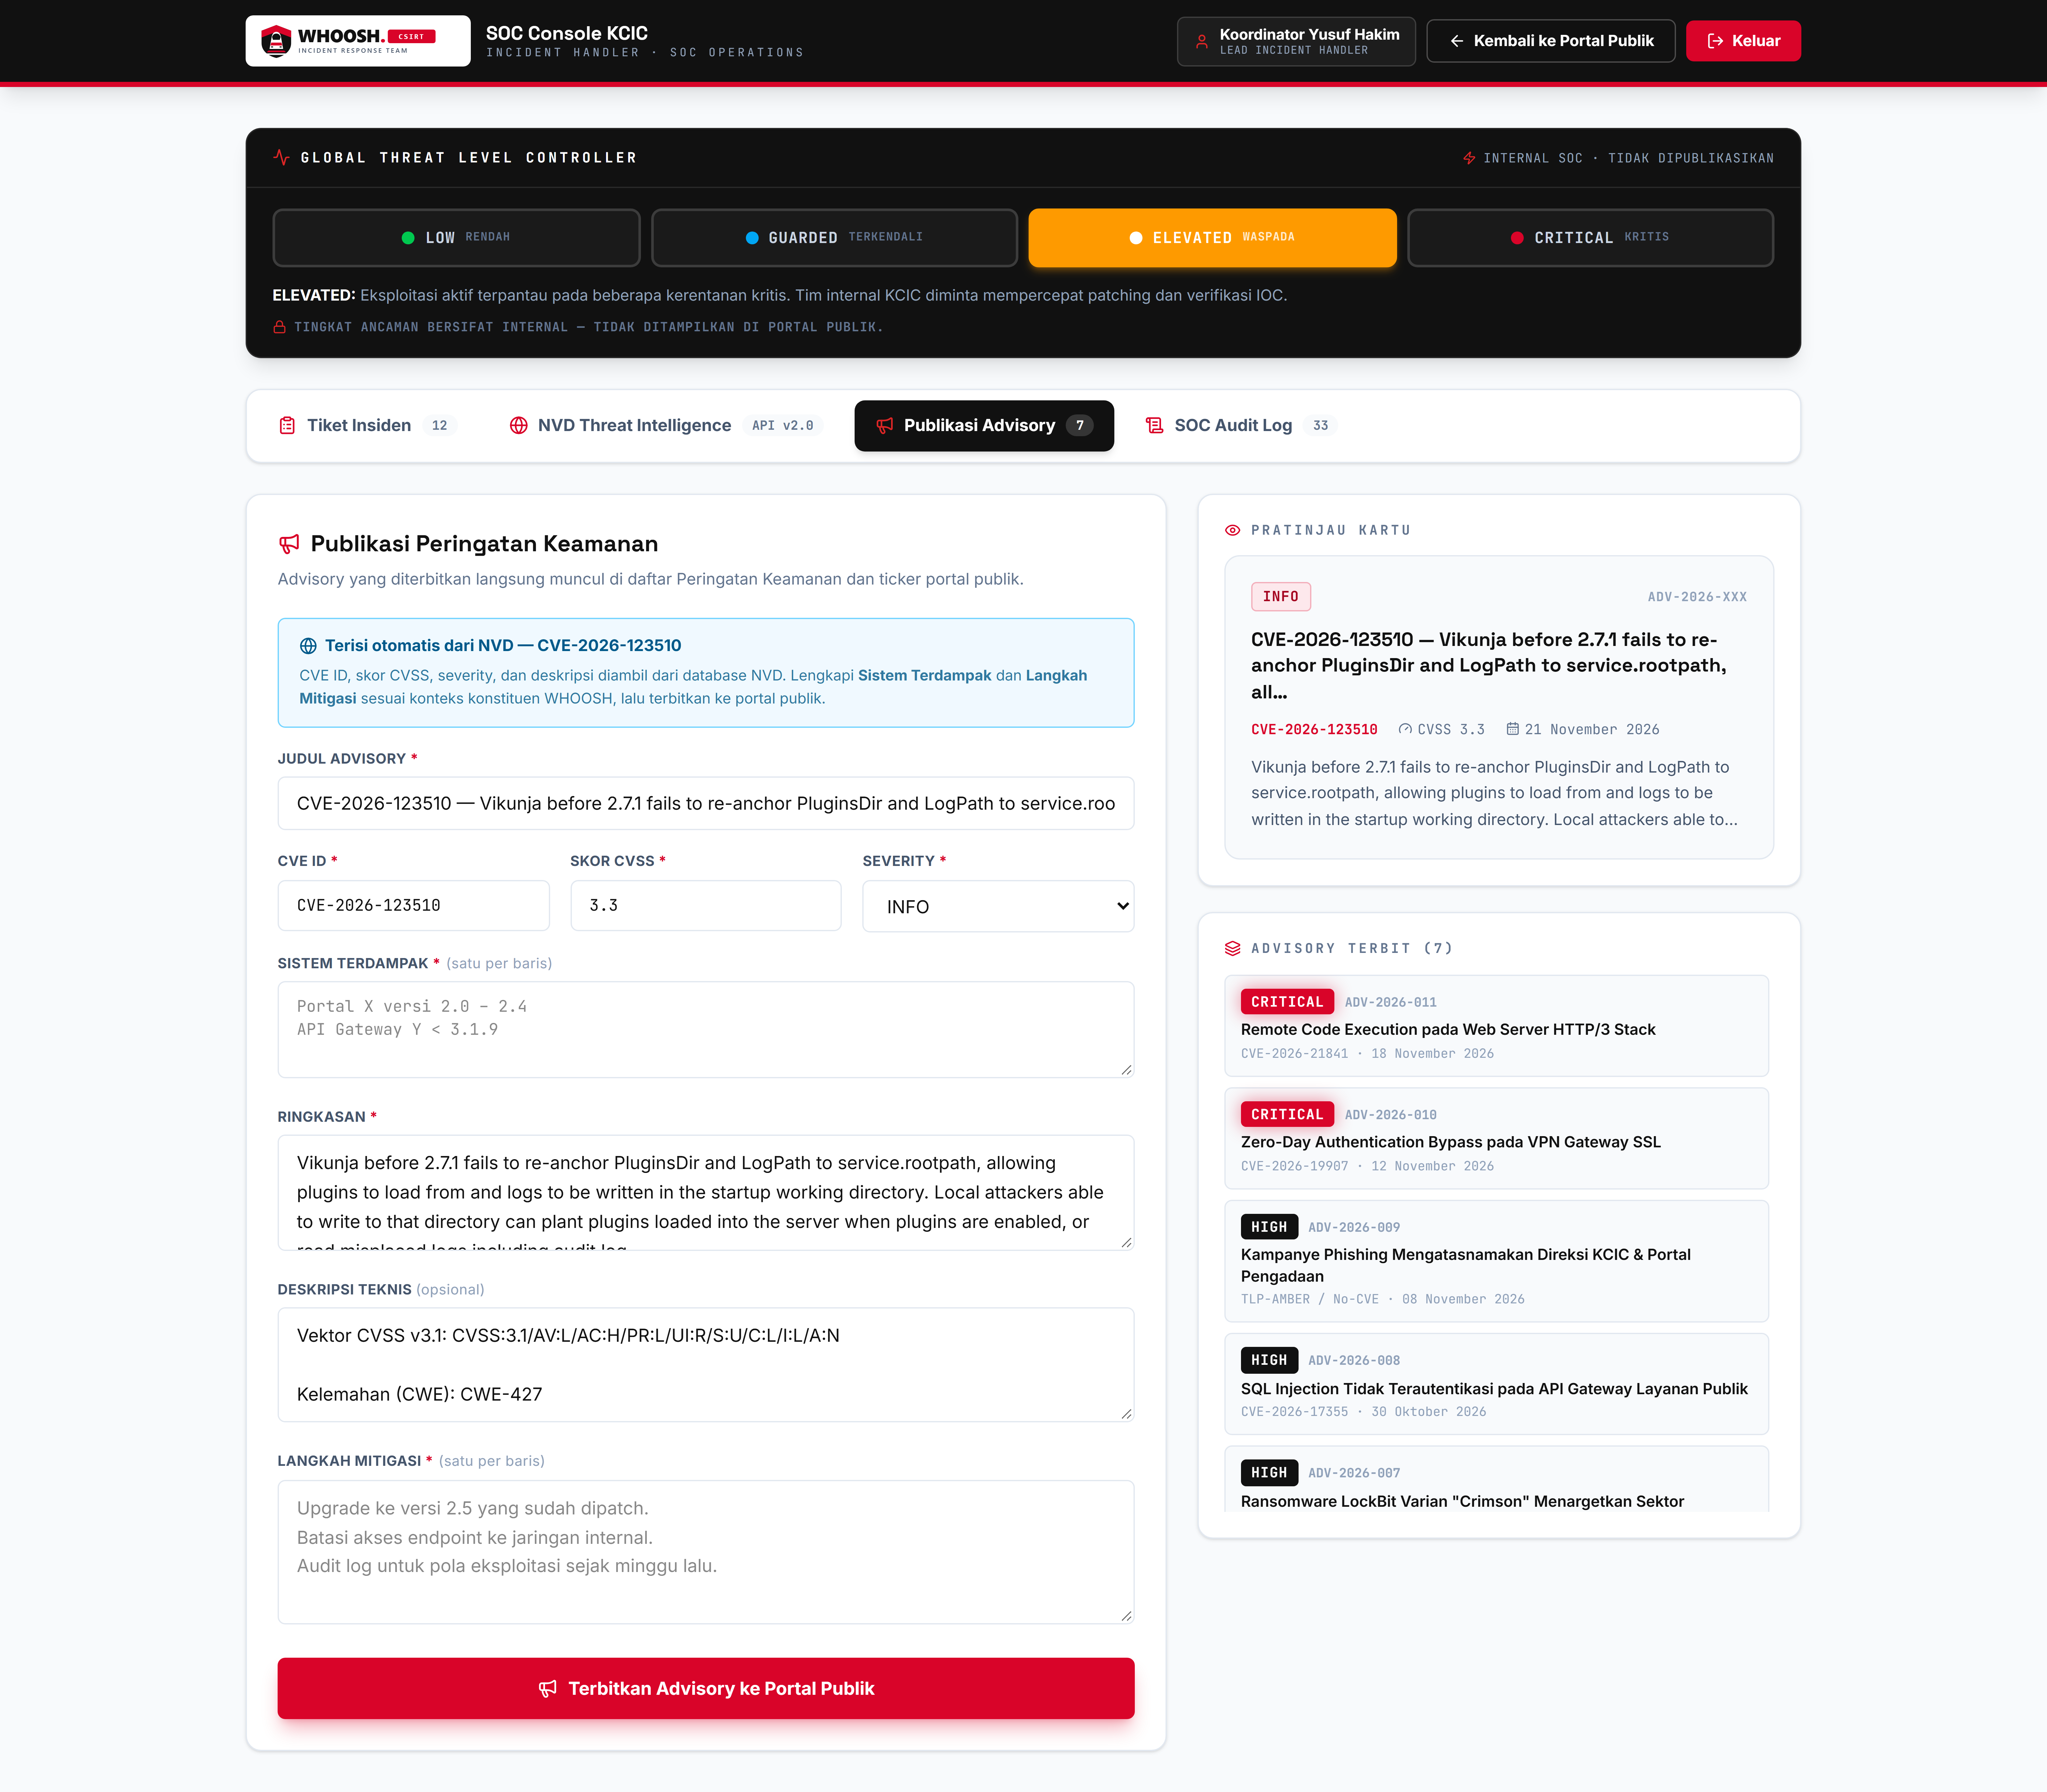 WHOOSH. CSIRT
INCIDENT RESPONSE TEAM
SOC Console KCIC
INCIDENT HANDLER · SOC OPERATIONS
Koordinator Yusuf Hakim
LEAD INCIDENT HANDLER
Kembali ke Portal Publik
Keluar
GLOBAL THREAT LEVEL CONTROLLER
INTERNAL SOC · TIDAK DIPUBLIKASIKAN
LOW RENDAH
GUARDED TERKENDALI
ELEVATED WASPADA
CRITICAL KRITIS
ELEVATED: Eksploitasi aktif terpantau pada beberapa kerentanan kritis. Tim internal KCIC diminta mempercepat patching dan verifikasi IOC.
TINGKAT ANCAMAN BERSIFAT INTERNAL — TIDAK DITAMPILKAN DI PORTAL PUBLIK.
Tiket Insiden 12
NVD Threat Intelligence API v2.0
Publikasi Advisory 7
SOC Audit Log 33
Publikasi Peringatan Keamanan
Advisory yang diterbitkan langsung muncul di daftar Peringatan Keamanan dan ticker portal publik.
Terisi otomatis dari NVD — CVE-2026-123510
CVE ID, skor CVSS, severity, dan deskripsi diambil dari database NVD. Lengkapi Sistem Terdampak dan Langkah
Mitigasi sesuai konteks konstituen WHOOSH, lalu terbitkan ke portal publik.
JUDUL ADVISORY *
CVE-2026-123510 — Vikunja before 2.7.1 fails to re-anchor PluginsDir and LogPath to service.roo
CVE ID *
SKOR CVSS *
SEVERITY *
CVE-2026-123510
3.3
INFO
SISTEM TERDAMPAK * (satu per baris)
Portal X versi 2.0 – 2.4
API Gateway Y < 3.1.9
RINGKASAN *
Vikunja before 2.7.1 fails to re-anchor PluginsDir and LogPath to service.rootpath, allowing
plugins to load from and logs to be written in the startup working directory. Local attackers able
to write to that directory can plant plugins loaded into the server when plugins are enabled, or
read misplaced logs including audit log.
DESKRIPSI TEKNIS (opsional)
Vektor CVSS v3.1: CVSS:3.1/AV:L/AC:H/PR:L/UI:R/S:U/C:L/I:L/A:N
Kelemahan (CWE): CWE-427
LANGKAH MITIGASI * (satu per baris)
Upgrade ke versi 2.5 yang sudah dipatch.
Batasi akses endpoint ke jaringan internal.
Audit log untuk pola eksploitasi sejak minggu lalu.
Terbitkan Advisory ke Portal Publik
PRATINJAU KARTU
INFO
ADV-2026-XXX
CVE-2026-123510 — Vikunja before 2.7.1 fails to re-
anchor PluginsDir and LogPath to service.rootpath,
all...
CVE-2026-123510 CVSS 3.3 21 November 2026
Vikunja before 2.7.1 fails to re-anchor PluginsDir and LogPath to
service.rootpath, allowing plugins to load from and logs to be
written in the startup working directory. Local attackers able to...
ADVISORY TERBIT (7)
CRITICAL ADV-2026-011
Remote Code Execution pada Web Server HTTP/3 Stack
CVE-2026-21841 · 18 November 2026
CRITICAL ADV-2026-010
Zero-Day Authentication Bypass pada VPN Gateway SSL
CVE-2026-19907 · 12 November 2026
HIGH ADV-2026-009
Kampanye Phishing Mengatasnamakan Direksi KCIC & Portal
Pengadaan
TLP-AMBER / No-CVE · 08 November 2026
HIGH ADV-2026-008
SQL Injection Tidak Terautentikasi pada API Gateway Layanan Publik
CVE-2026-17355 · 30 Oktober 2026
HIGH ADV-2026-007
Ransomware LockBit Varian "Crimson" Menargetkan Sektor